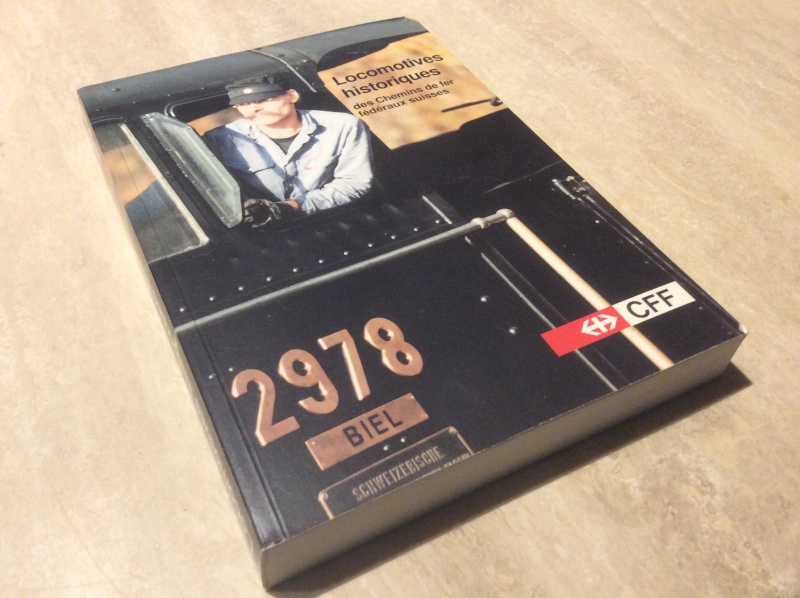 Locomotives
historiques
des Chemins de fer
fédéraux suisses
CFF
2978
BIEL
SCHWEIZERISCHE